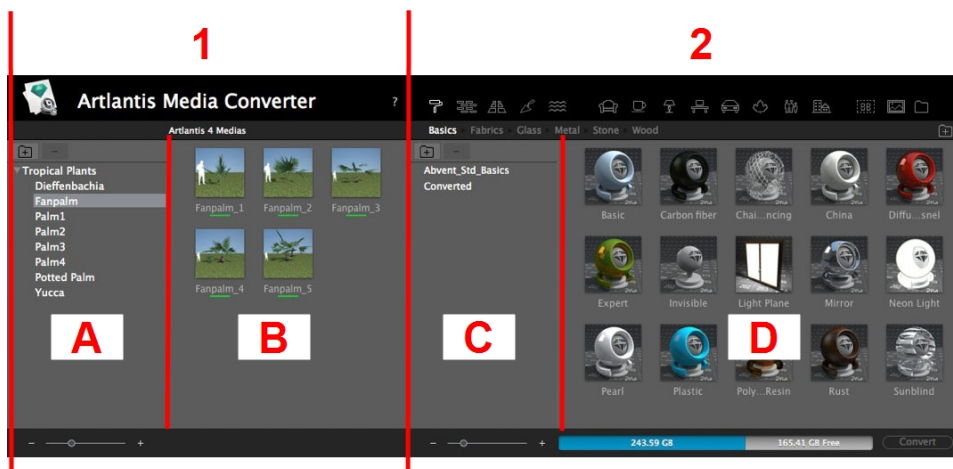 1
2
Artlantis Media Converter
?
Artlantis 4 Medias
Tropical Plants
Dieffenbachia
Fanpalm
Palm1
Palm2
Palm3
Palm4
Potted Palm
Yucca
A
Fanpalm_1 Fanpalm_2 Fanpalm_3
Fanpalm_4 Fanpalm_5
B
Basics Fabrics Glass Metal Stone Wood
Abvent_Std_Basics
Converted
C
Basic Carbon fiber Chai...ncing China Diffu...snel
Expert Invisible Light Plane Mirror Neon Light
D
Pearl Plastic Poly...Resin Rust Sunblind
- +
- +
243.59 GB 165.41 GB Free Convert